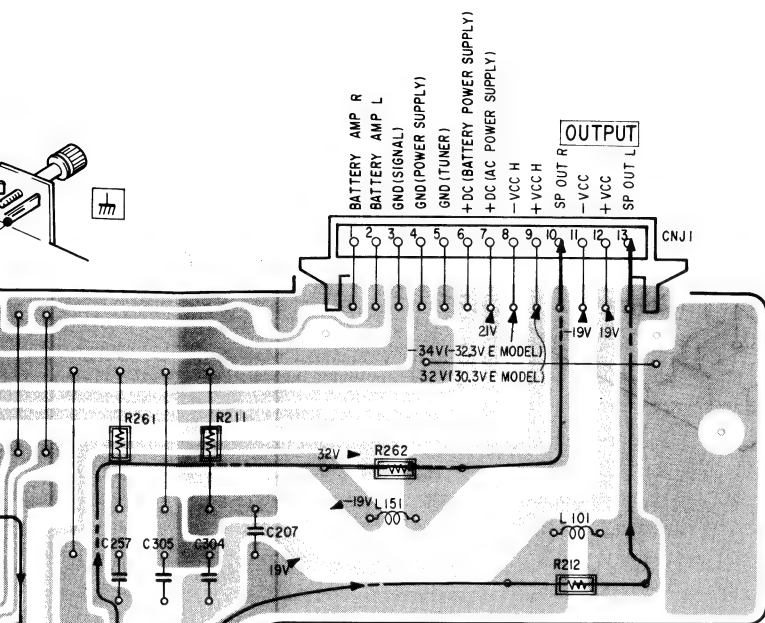 BATTERY AMP R
BATTERY AMP L
GND(SIGNAL)
GND(POWER SUPPLY)
GND(TUNER)
+DC(BATTERY POWER SUPPLY)
+DC(AC POWER SUPPLY)
-VCC H
+VCC H
SP OUT R
-VCC
+VCC
SP OUT L
OUTPUT
1 2 3 4 5 6 7 8 9 10 11 12 13
CNJ1
21V
-19V 19V
-34V(-32.3V E MODEL)
32V(30.3V E MODEL)
R261
R211
32V
R262
-19V
L151
L101
C257
C305
C304
C207
19V
R212